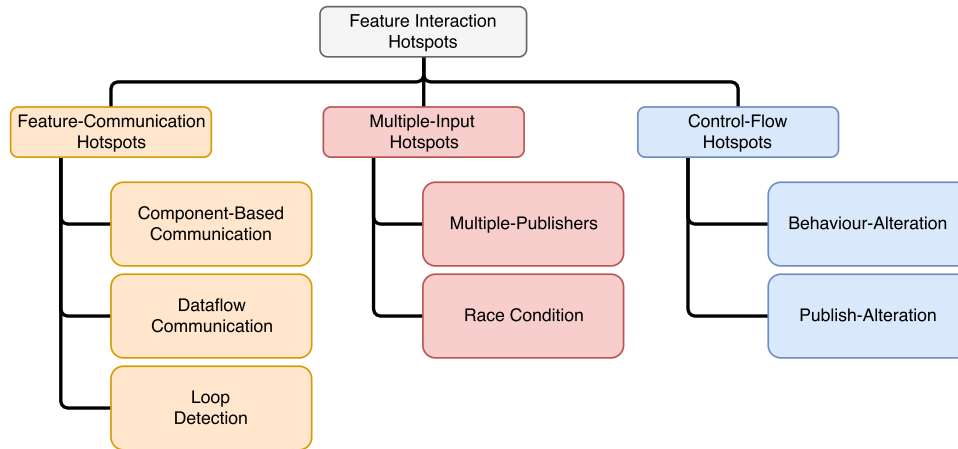 Feature Interaction
Hotspots
Feature-Communication
Hotspots
Multiple-Input
Hotspots
Control-Flow
Hotspots
Component-Based
Communication
Multiple-Publishers
Behaviour-Alteration
Dataflow
Communication
Race Condition
Publish-Alteration
Loop
Detection